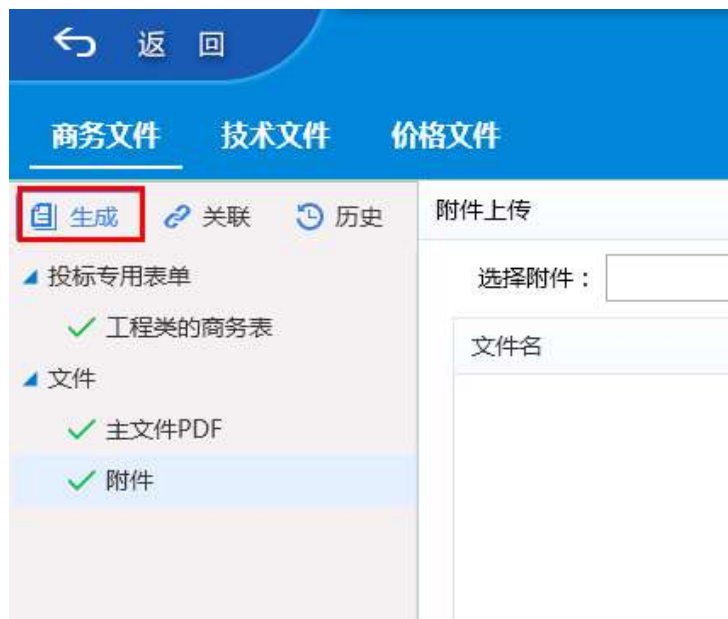 返 回
商务文件 技术文件 价格文件
生成 关联 历史 附件上传
投标专用表单 选择附件：
工程类的商务表 文件名
文件
主文件PDF
附件